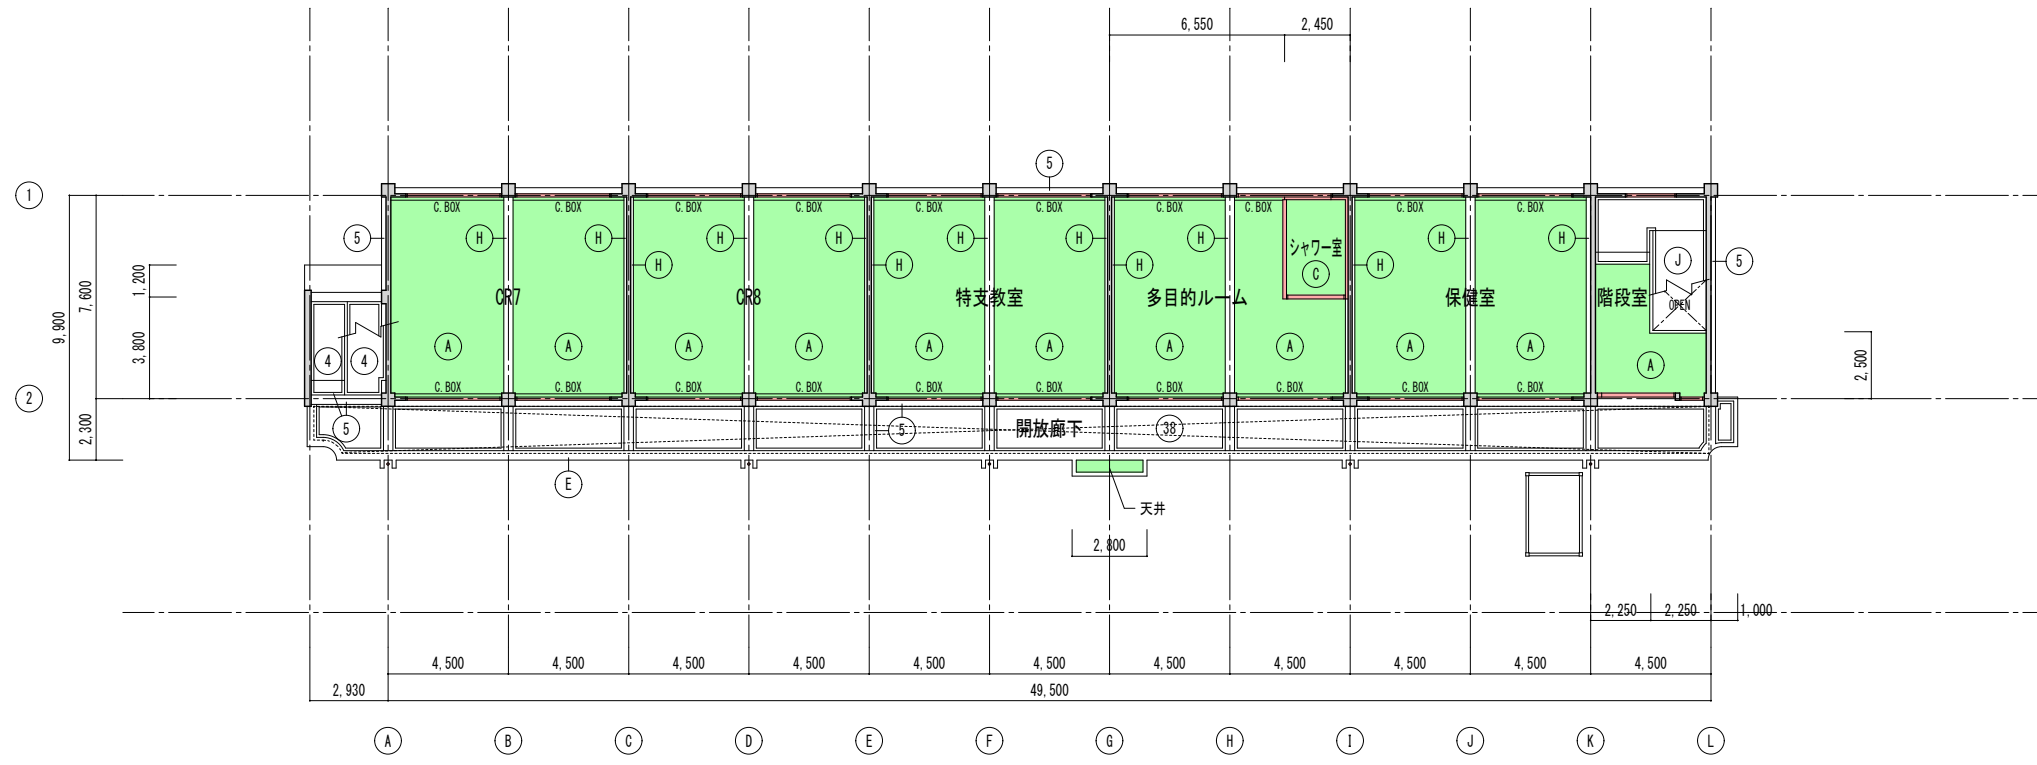 6,550 2,450
5
1
C.BOX C.BOX C.BOX C.BOX C.BOX C.BOX C.BOX C.BOX C.BOX C.BOX
5 H H H H H H H H H
シャワー室
H H H H C J 5
CR7 CR8 特支教室 多目的ルーム 保健室 階段室 OPEN
1,200
7,600
9,900
3,800
4 4 A A A A A A A A A A A
2,500
C.BOX C.BOX C.BOX C.BOX C.BOX C.BOX C.BOX C.BOX C.BOX C.BOX
2
2,300
5 5 開放廊下 38
E
天井
2,800
2,250 2,250 1,000
4,500 4,500 4,500 4,500 4,500 4,500 4,500 4,500 4,500 4,500 4,500
2,930 49,500
A B C D E F G H I J K L